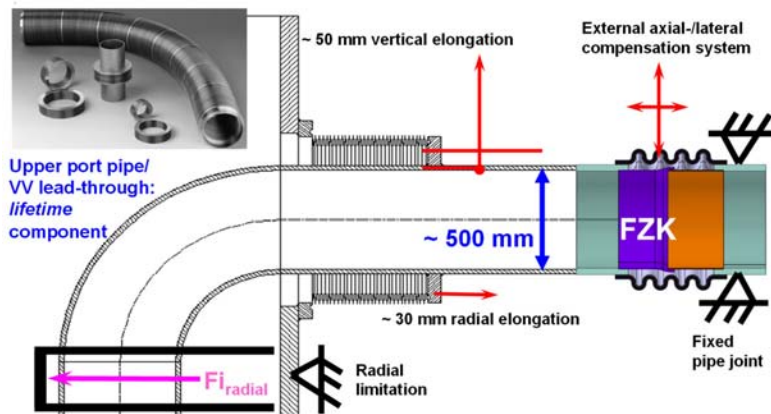 ~ 50 mm vertical elongation
External axial-/lateral
compensation system
Upper port pipe/
VV lead-through:
lifetime
component
~ 500 mm
FZK
~ 30 mm radial elongation
Fixed
pipe joint
Fi radial
Radial
limitation